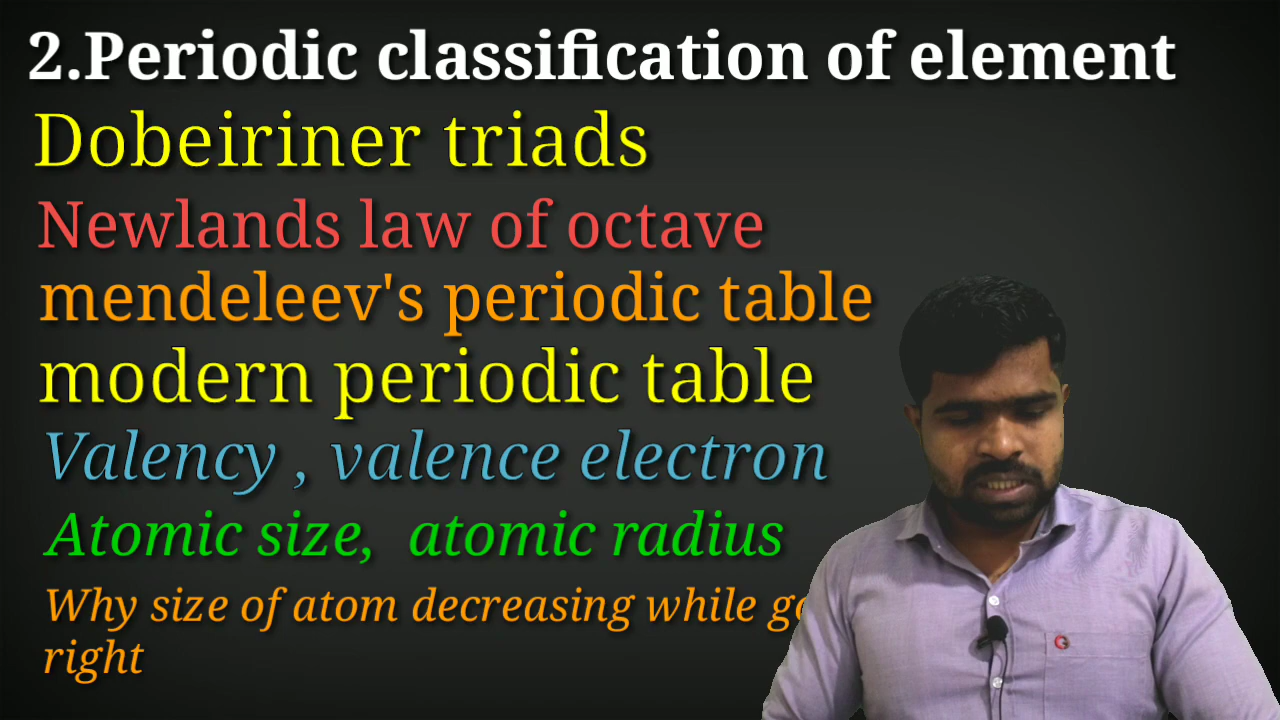 2.Periodic classification of element
Dobeiriner triads
Newlands law of octave
mendeleev's periodic table
modern periodic table
Valency , valence electron
Atomic size, atomic radius
Why size of atom decreasing while
right